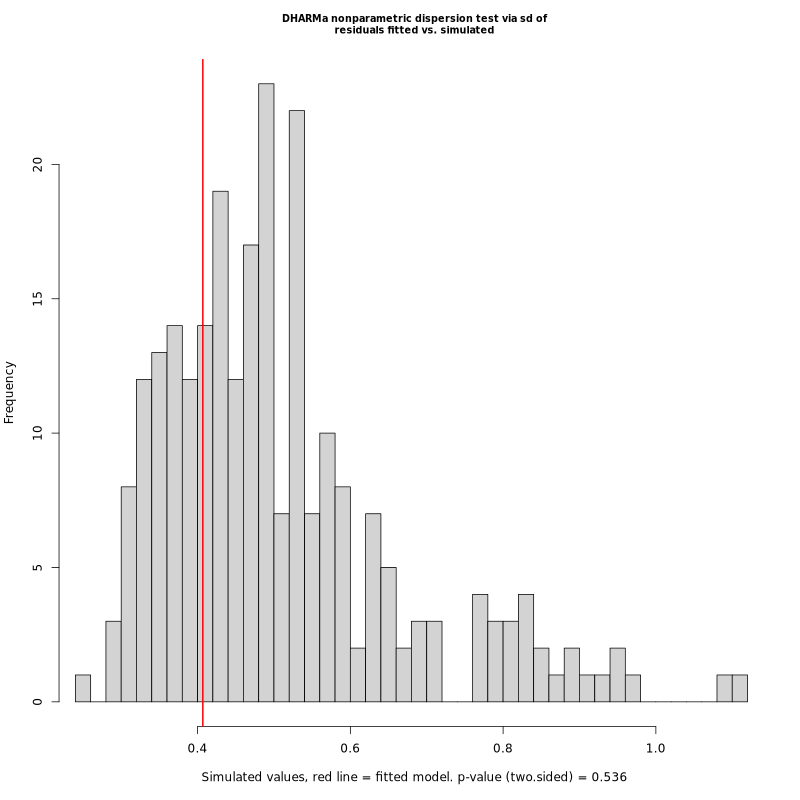 DHARMa nonparametric dispersion test via sd of
residuals fitted vs. simulated
Frequency
20
15
10
5
0
0.4 0.6 0.8 1.0
Simulated values, red line = fitted model. p-value (two.sided) = 0.536